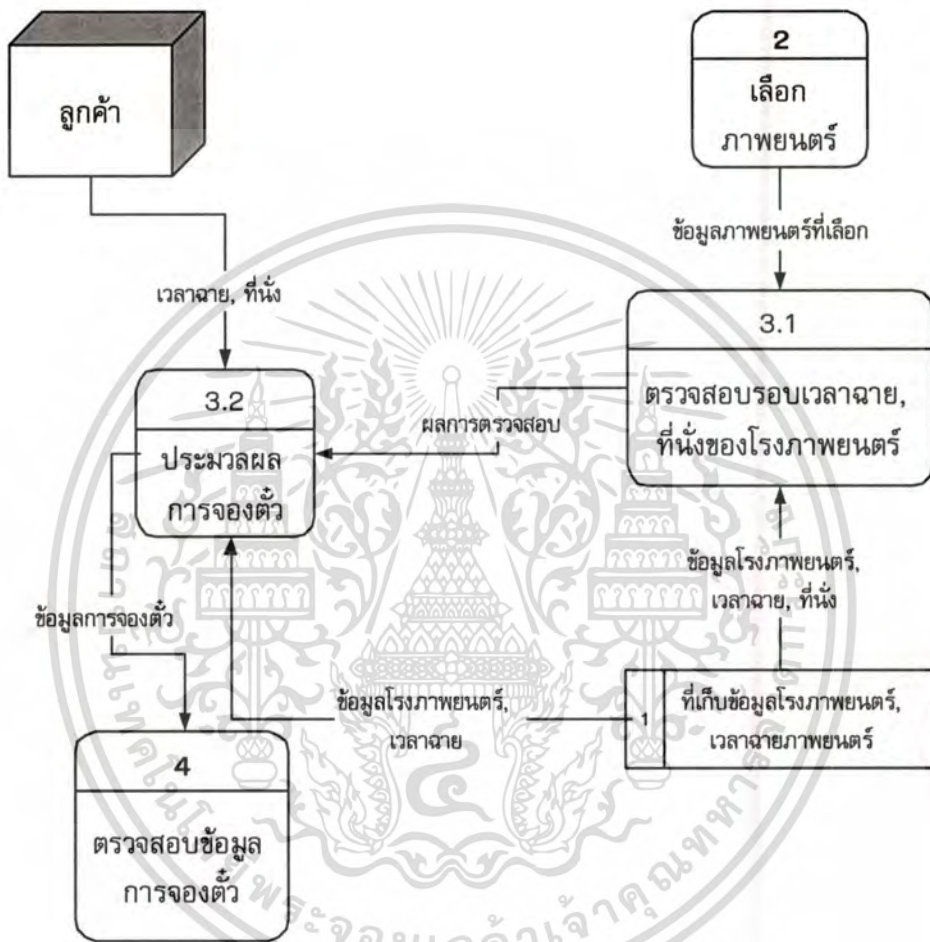 ลูกค้า
2
เลือก
ภาพยนตร์
ข้อมูลภาพยนตร์ที่เลือก
เวลาฉาย, ที่นั่ง
3.1
ตรวจสอบรอบเวลาฉาย,
ที่นั่งของโรงภาพยนตร์
3.2
ประมวลผล
การจองตั๋ว
ผลการตรวจสอบ
ข้อมูลโรงภาพยนตร์,
เวลาฉาย, ที่นั่ง
ข้อมูลการจองตั๋ว
ข้อมูลโรงภาพยนตร์,
เวลาฉาย
1
ที่เก็บข้อมูลโรงภาพยนตร์,
เวลาฉายภาพยนตร์
4
ตรวจสอบข้อมูล
การจองตั๋ว